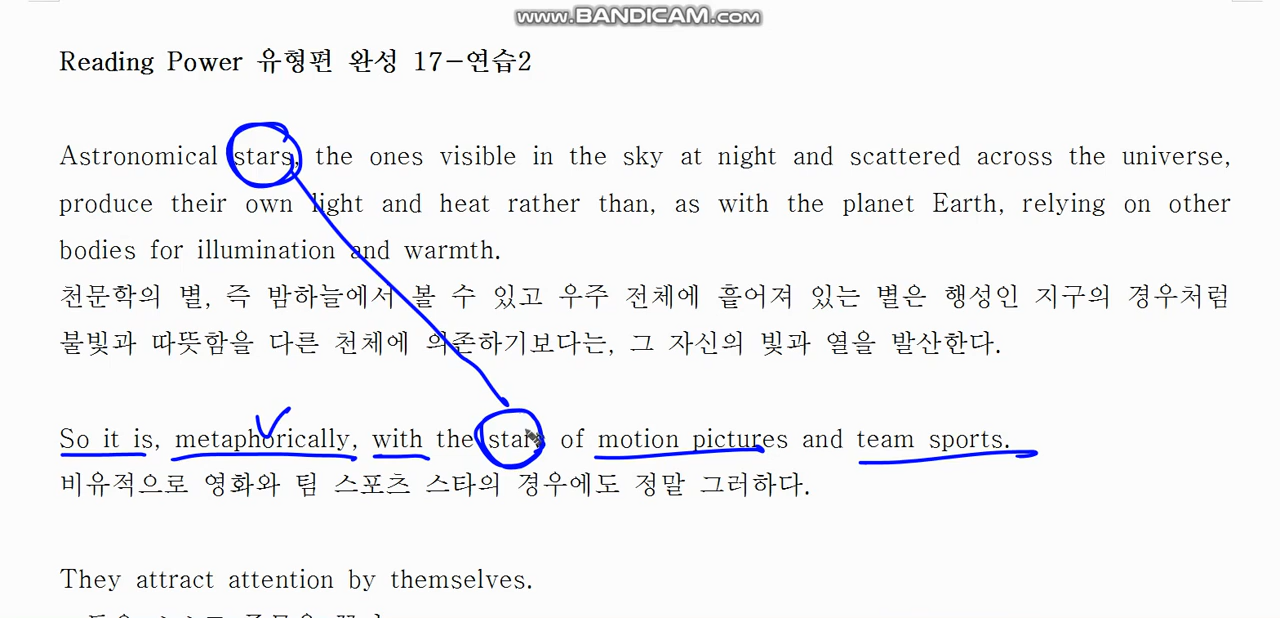 www.BANDICAM.com
Reading Power 유형편 완성 17-연습2
Astronomical stars, the ones visible in the sky at night and scattered across the universe,
produce their own light and heat rather than, as with the planet Earth, relying on other
bodies for illumination and warmth.
천문학의 별, 즉 밤하늘에서 볼 수 있고 우주 전체에 흩어져 있는 별은 행성인 지구의 경우처럼
불빛과 따뜻함을 다른 천체에 의존하기보다는, 그 자신의 빛과 열을 발산한다.
So it is, metaphorically, with the stars of motion pictures and team sports.
비유적으로 영화와 팀 스포츠 스타의 경우에도 정말 그러하다.
They attract attention by themselves.